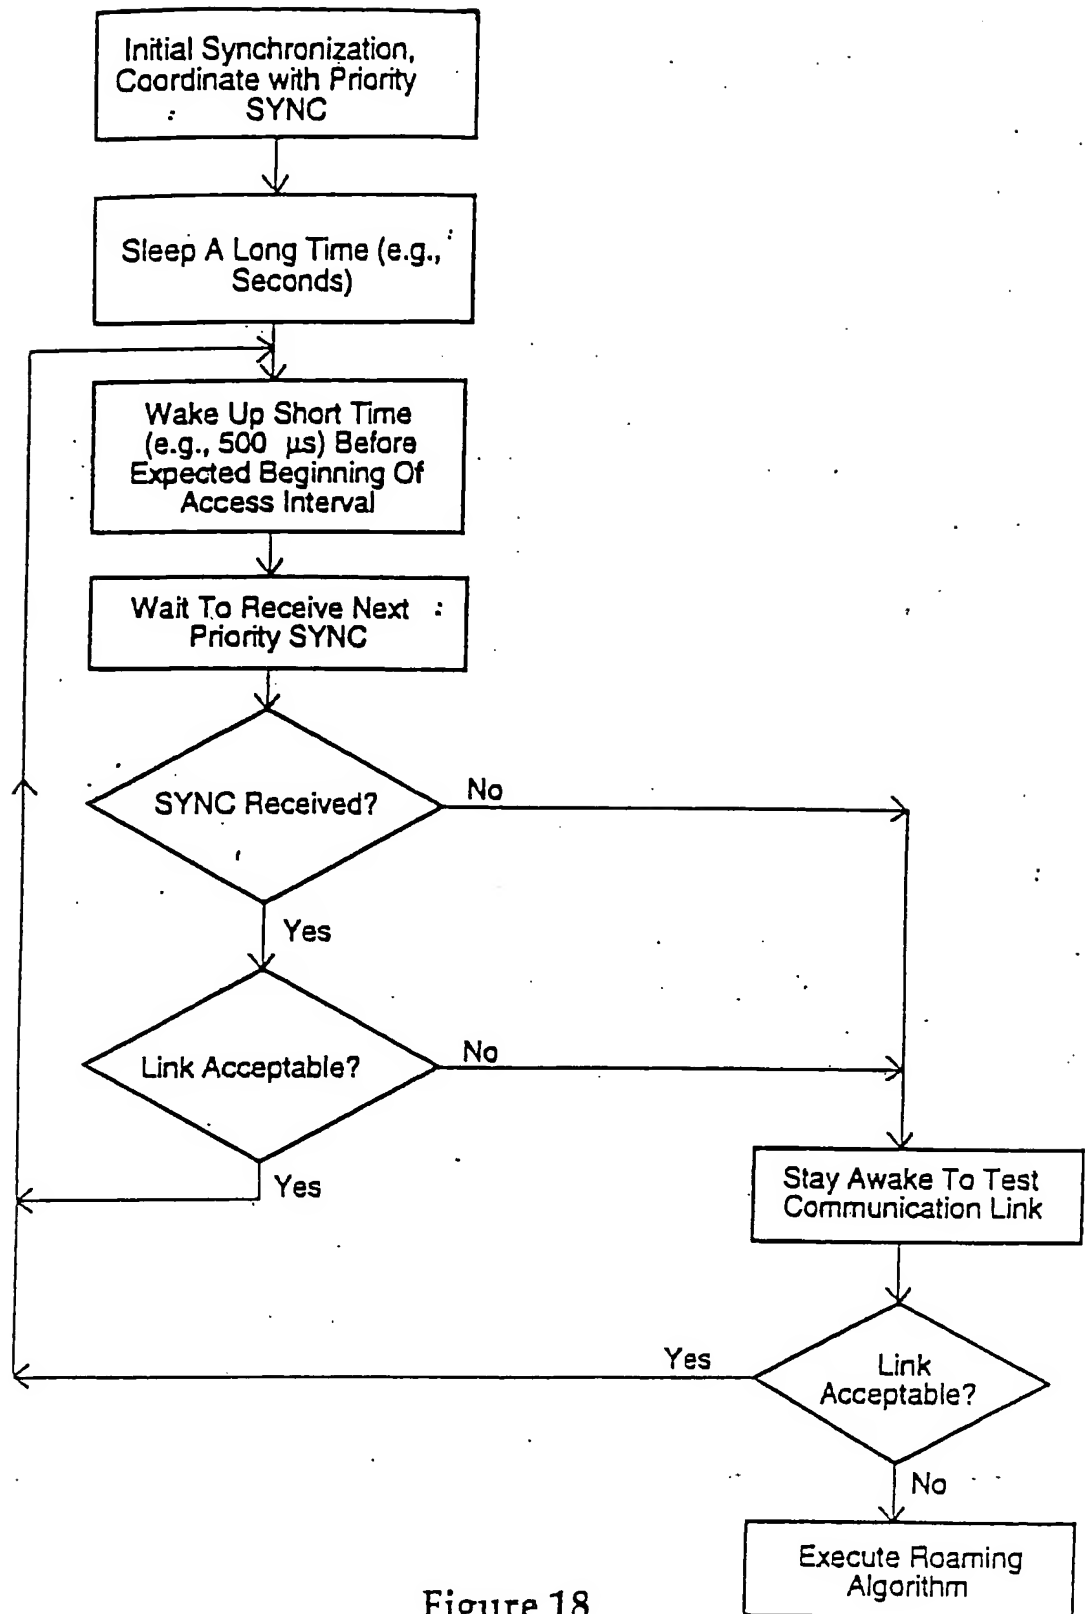 Initial Synchronization,
Coordinate with Priority
SYNC
Sleep A Long Time (e.g.,
Seconds)
Wake Up Short Time
(e.g., 500 µs) Before
Expected Beginning Of
Access Interval
Wait To Receive Next
Priority SYNC
SYNC Received?
No
Yes
Link Acceptable?
No
Yes
Stay Awake To Test
Communication Link
Yes
Link
Acceptable?
No
Execute Roaming
Algorithm
Figure 18